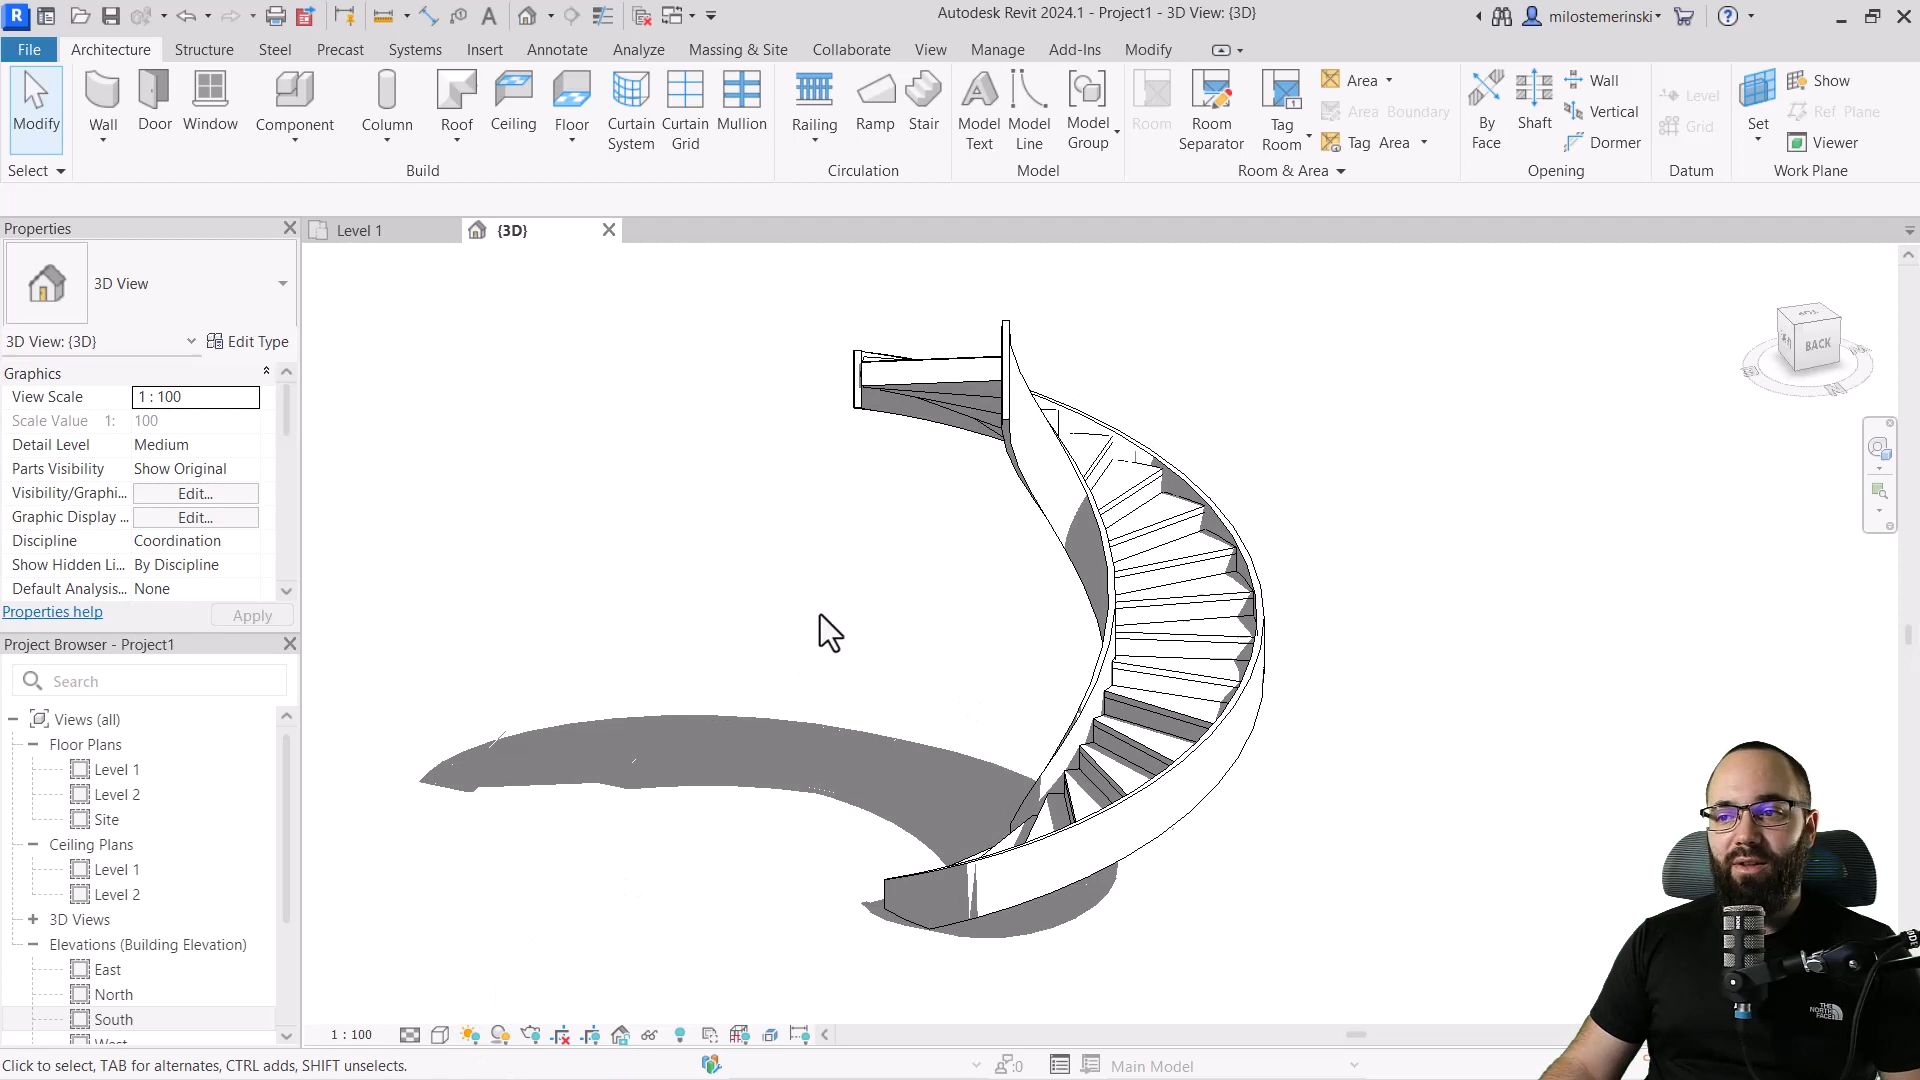 Autodesk Revit 2024.1 - Project1 - 3D View: {3D}
milostemerinski
File Architecture Structure Steel Precast Systems Insert Annotate Analyze Massing & Site Collaborate View Manage Add-Ins Modify
Modify Wall Door Window Component Column Roof Ceiling Floor Curtain System Curtain Grid Mullion Railing Ramp Stair Model Text Model Line Model Group Room Room Separator Tag Room
Area
Area Boundary
Tag Area
By Face Shaft
Wall
Vertical
Dormer
Level
Grid
Set
Show
Ref Plane
Viewer
Select Build Circulation Model Room & Area Opening Datum Work Plane
Properties
Level 1
{3D}
3D View
3D View: {3D} Edit Type
Graphics
View Scale 1 : 100
Scale Value 1: 100
Detail Level Medium
Parts Visibility Show Original
Visibility/Graphi... Edit...
Graphic Display ... Edit...
Discipline Coordination
Show Hidden Li... By Discipline
Default Analysis... None
Properties help Apply
Project Browser - Project1
Search
Views (all)
Floor Plans
Level 1
Level 2
Site
Ceiling Plans
Level 1
Level 2
3D Views
Elevations (Building Elevation)
East
North
South
West
TOP
BACK
1 : 100
Click to select, TAB for alternates, CTRL adds, SHIFT unselects.
:0
Main Model
THE
NORTH
FACE